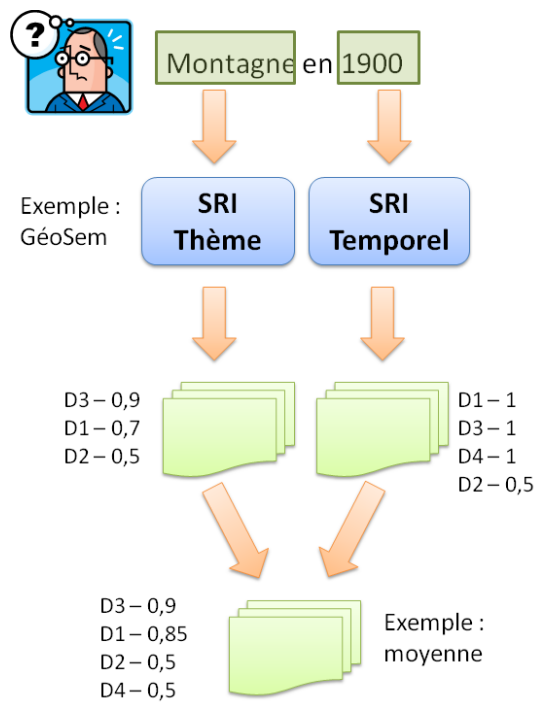 ?
Montagne en 1900
Exemple :
GéoSem
SRI
Thème
SRI
Temporel
D3 – 0,9
D1 – 0,7
D2 – 0,5
D1 – 1
D3 – 1
D4 – 1
D2 – 0,5
D3 – 0,9
D1 – 0,85
D2 – 0,5
D4 – 0,5
Exemple :
moyenne